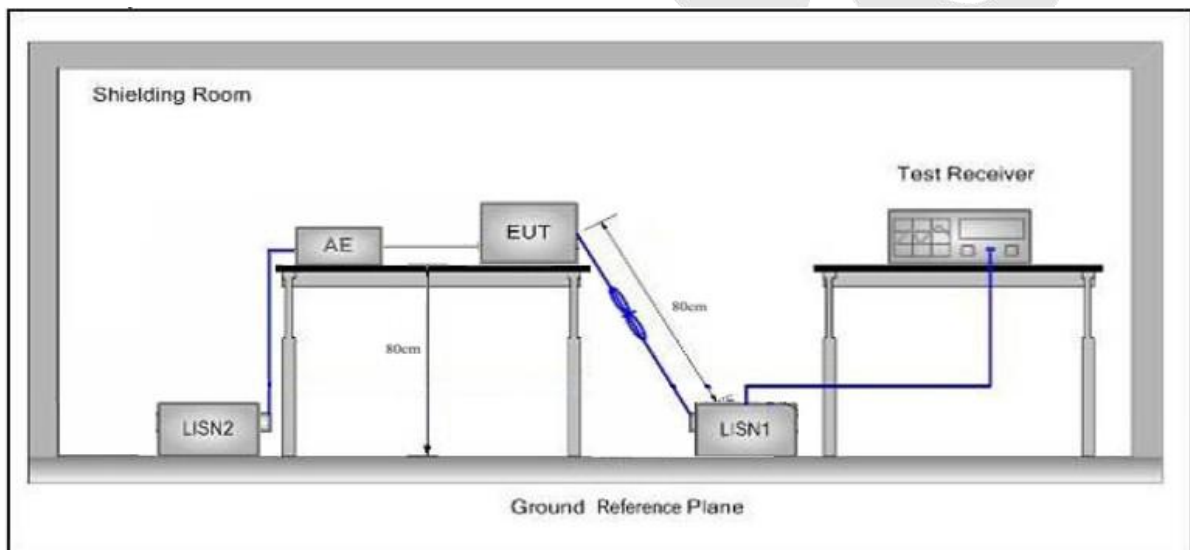 Shielding Room
Test Receiver
AE
EUT
80cm
80cm
LISN2
LISN1
Ground Reference Plane